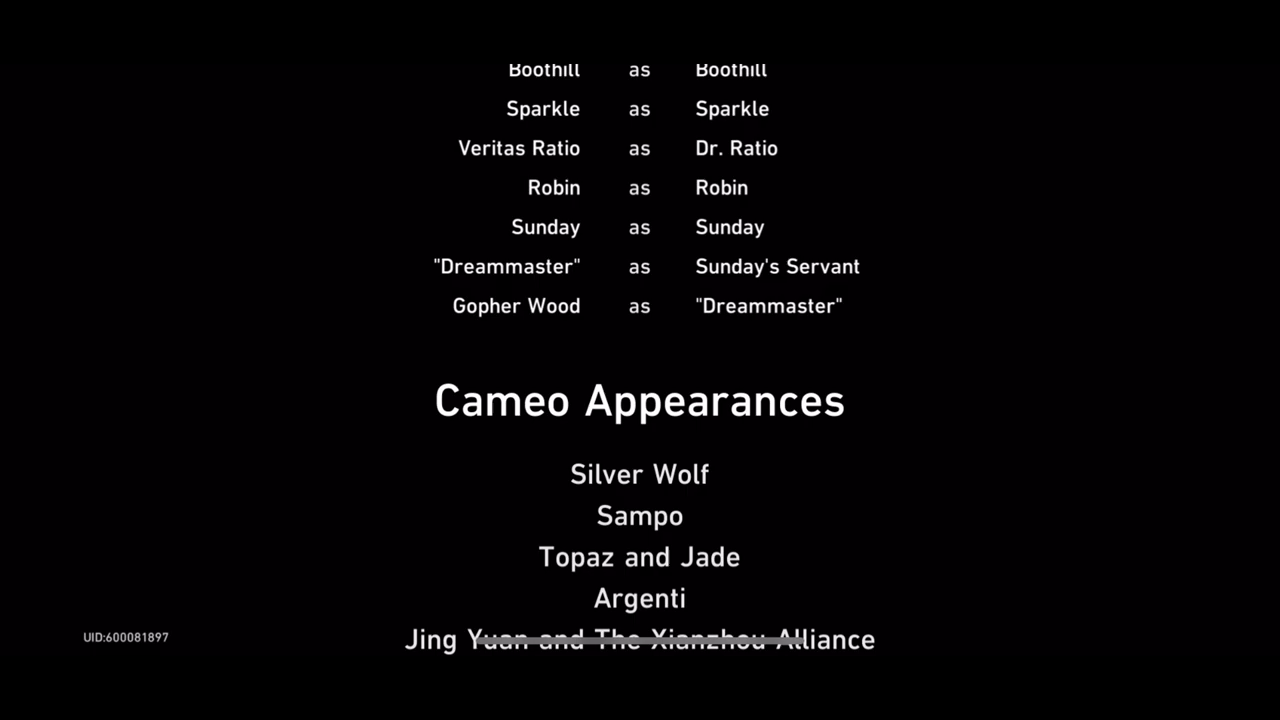 Boothill as Boothill
Sparkle as Sparkle
Veritas Ratio as Dr. Ratio
Robin as Robin
Sunday as Sunday
"Dreammaster" as Sunday's Servant
Gopher Wood as "Dreammaster"
Cameo Appearances
Silver Wolf
Sampo
Topaz and Jade
Argenti
UID:600081897
Jing Yuan and The Xianzhou Alliance